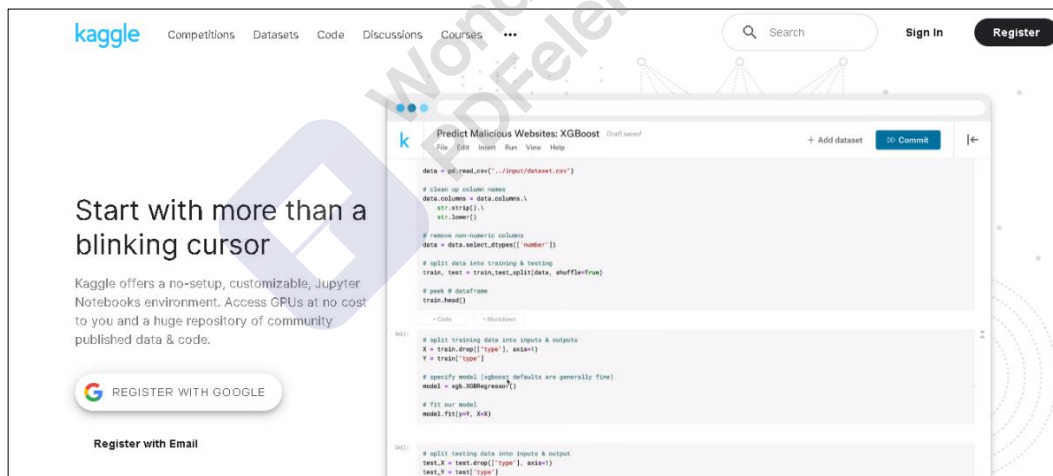 kaggle Competitions Datasets Code Discussions Courses ••• Search Sign In Register
Wondershare
PDFelement
Start with more than a
blinking cursor
Kaggle offers a no-setup, customizable, Jupyter
Notebooks environment. Access GPUs at no cost
to you and a huge repository of community
published data & code.
G REGISTER WITH GOOGLE
Register with Email
k Predict Malicious Websites: XGBoost Draft saved
File Edit Insert Run View Help
+ Add dataset Commit
data = pd.read_csv("../input/dataset.csv")
# clean up column names
data.columns = data.columns.\
str.strip().\
str.lower()
# remove non-numeric columns
data = data.select_dtypes(['number'])
# split data into training & testing
train, test = train_test_split(data, shuffle=True)
# peek @ dataframe
train.head()
+ Code + Markdown
In[]:
# split training data into inputs & outputs
X = train.drop(['type'], axis=1)
Y = train['type']
# specify model (xgboost defaults are generally fine)
model = xgb.XGBRegressor()
# fit our model
model.fit(y=Y, X=X)
In[]:
# split testing data into inputs & output
test_X = test.drop(['type'], axis=1)
test_Y = test['type']